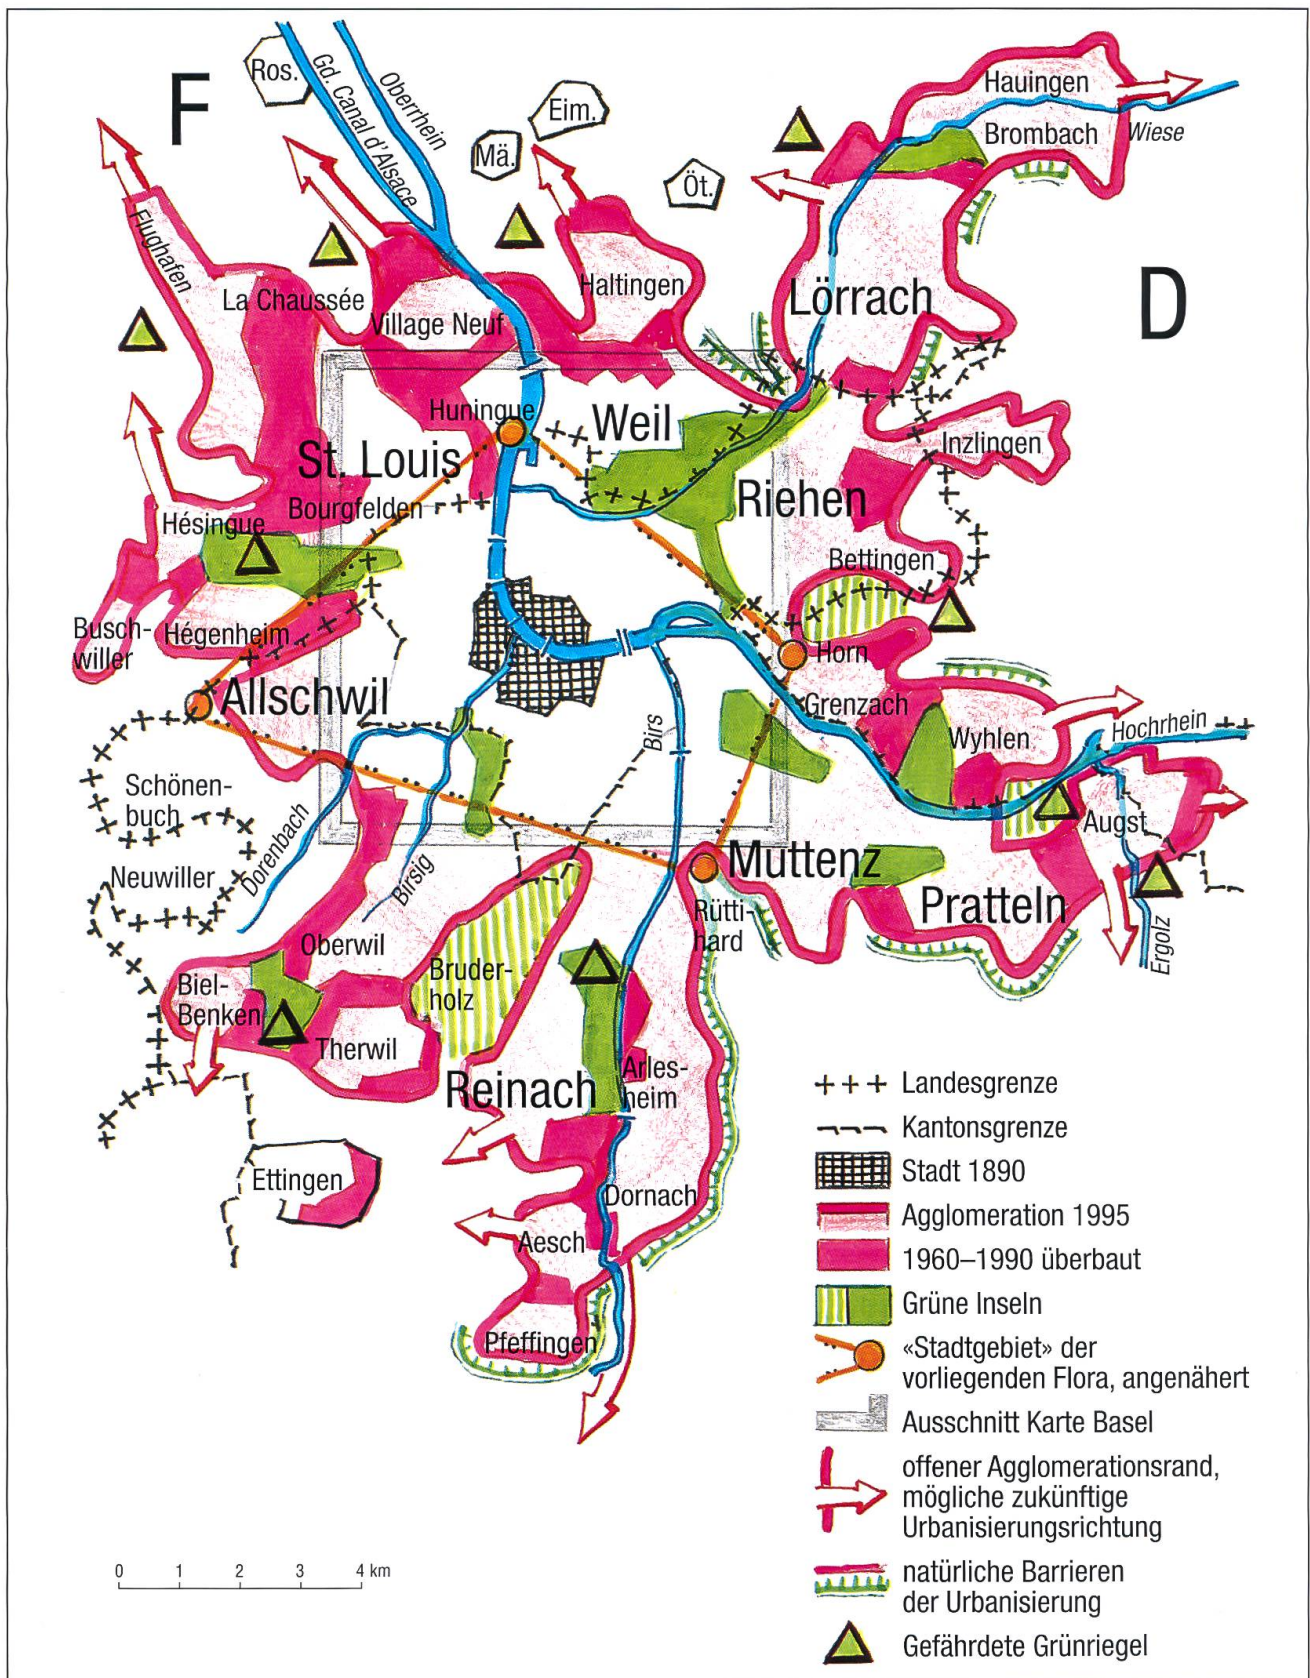 F
Ros.
Gd. Canal d'Alsace
Oberrhein
Eim.
Mä.
Öt.
Hauingen
Brombach
Wiese
Flughafen
La Chaussée
Village Neuf
Haltingen
Lörrach
D
Huningue
Weil
St. Louis
Inzlingen
Bourgfelden
Riehen
Hésingue
Bettingen
Busch-
willer
Hégenheim
Horn
Allschwil
Grenzach
Birs
Wyhlen
Hochrhein
Schönen-
buch
Augst
Dorenbach
Birsig
Muttenz
Neuwiller
Pratteln
Rütti-
hard
Ergolz
Oberwil
Bruder-
holz
Biel-
Benken
Therwil
Reinach
Arles-
heim
Ettingen
Dornach
Aesch
Pfeffingen
Landesgrenze
Kantonsgrenze
Stadt 1890
Agglomeration 1995
1960–1990 überbaut
Grüne Inseln
«Stadtgebiet» der
vorliegenden Flora, angenähert
Ausschnitt Karte Basel
offener Agglomerationsrand,
mögliche zukünftige
Urbanisierungsrichtung
natürliche Barrieren
der Urbanisierung
Gefährdete Grünriegel
0 1 2 3 4 km